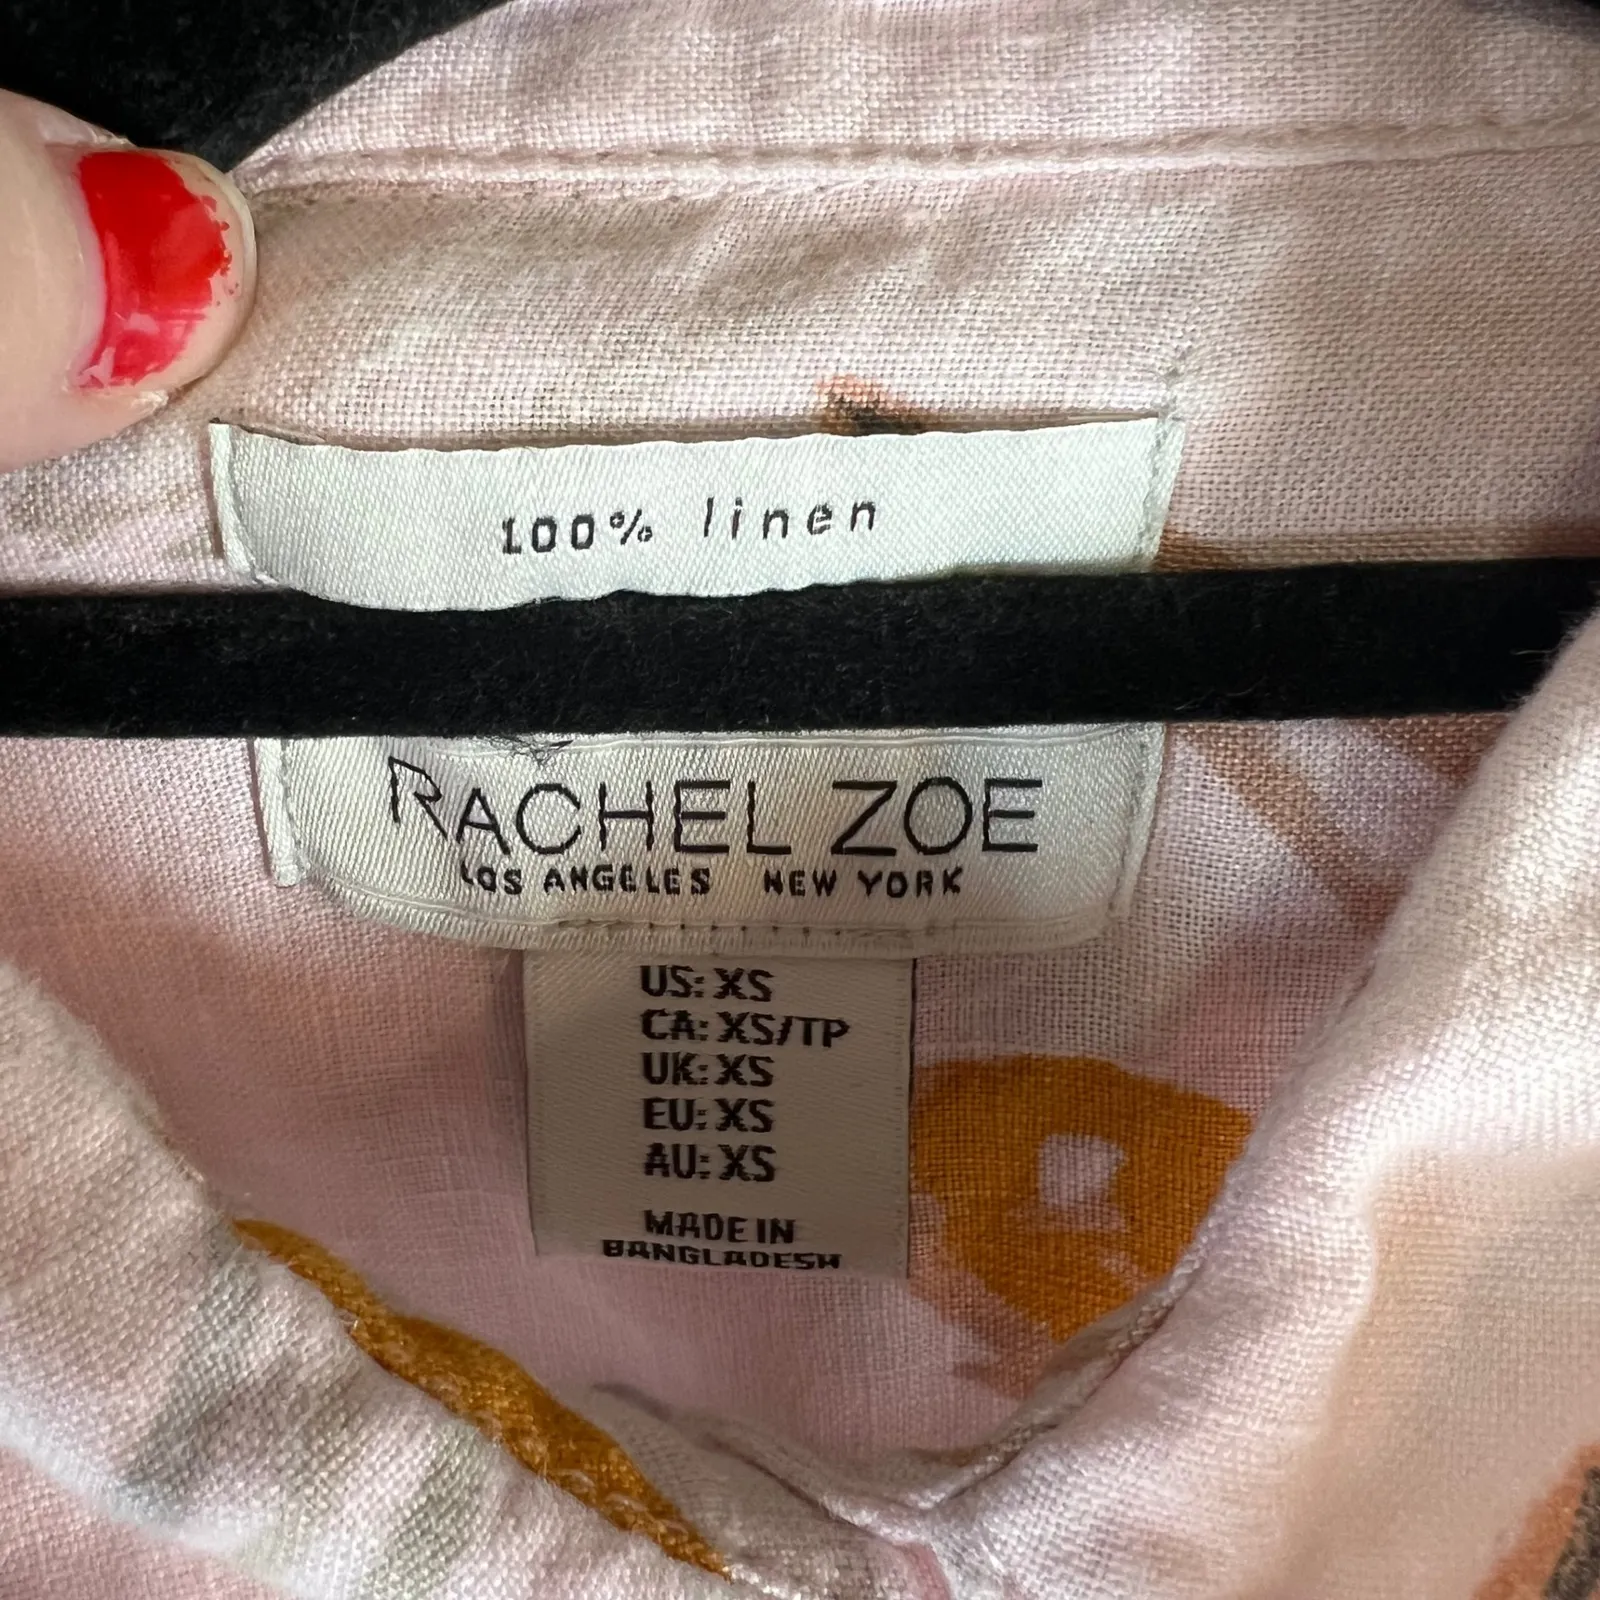 100% linen
RACHEL ZOE
LOS ANGELES NEW YORK
US: XS
CA: XS/TP
UK: XS
EU: XS
AU: XS
MADE IN
BANGLADESH